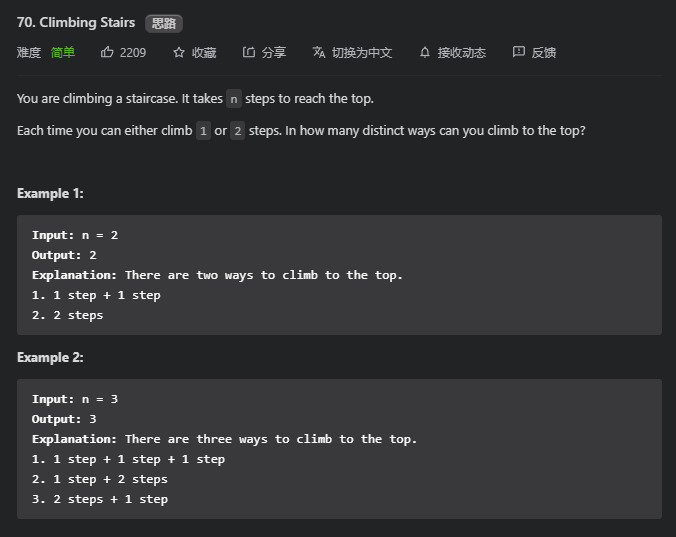 70. Climbing Stairs 思路
难度 简单 2209 收藏 分享 切换为中文 接收动态 反馈
You are climbing a staircase. It takes n steps to reach the top.
Each time you can either climb 1 or 2 steps. In how many distinct ways can you climb to the top?
Example 1:
Input: n = 2
Output: 2
Explanation: There are two ways to climb to the top.
1. 1 step + 1 step
2. 2 steps
Example 2:
Input: n = 3
Output: 3
Explanation: There are three ways to climb to the top.
1. 1 step + 1 step + 1 step
2. 1 step + 2 steps
3. 2 steps + 1 step